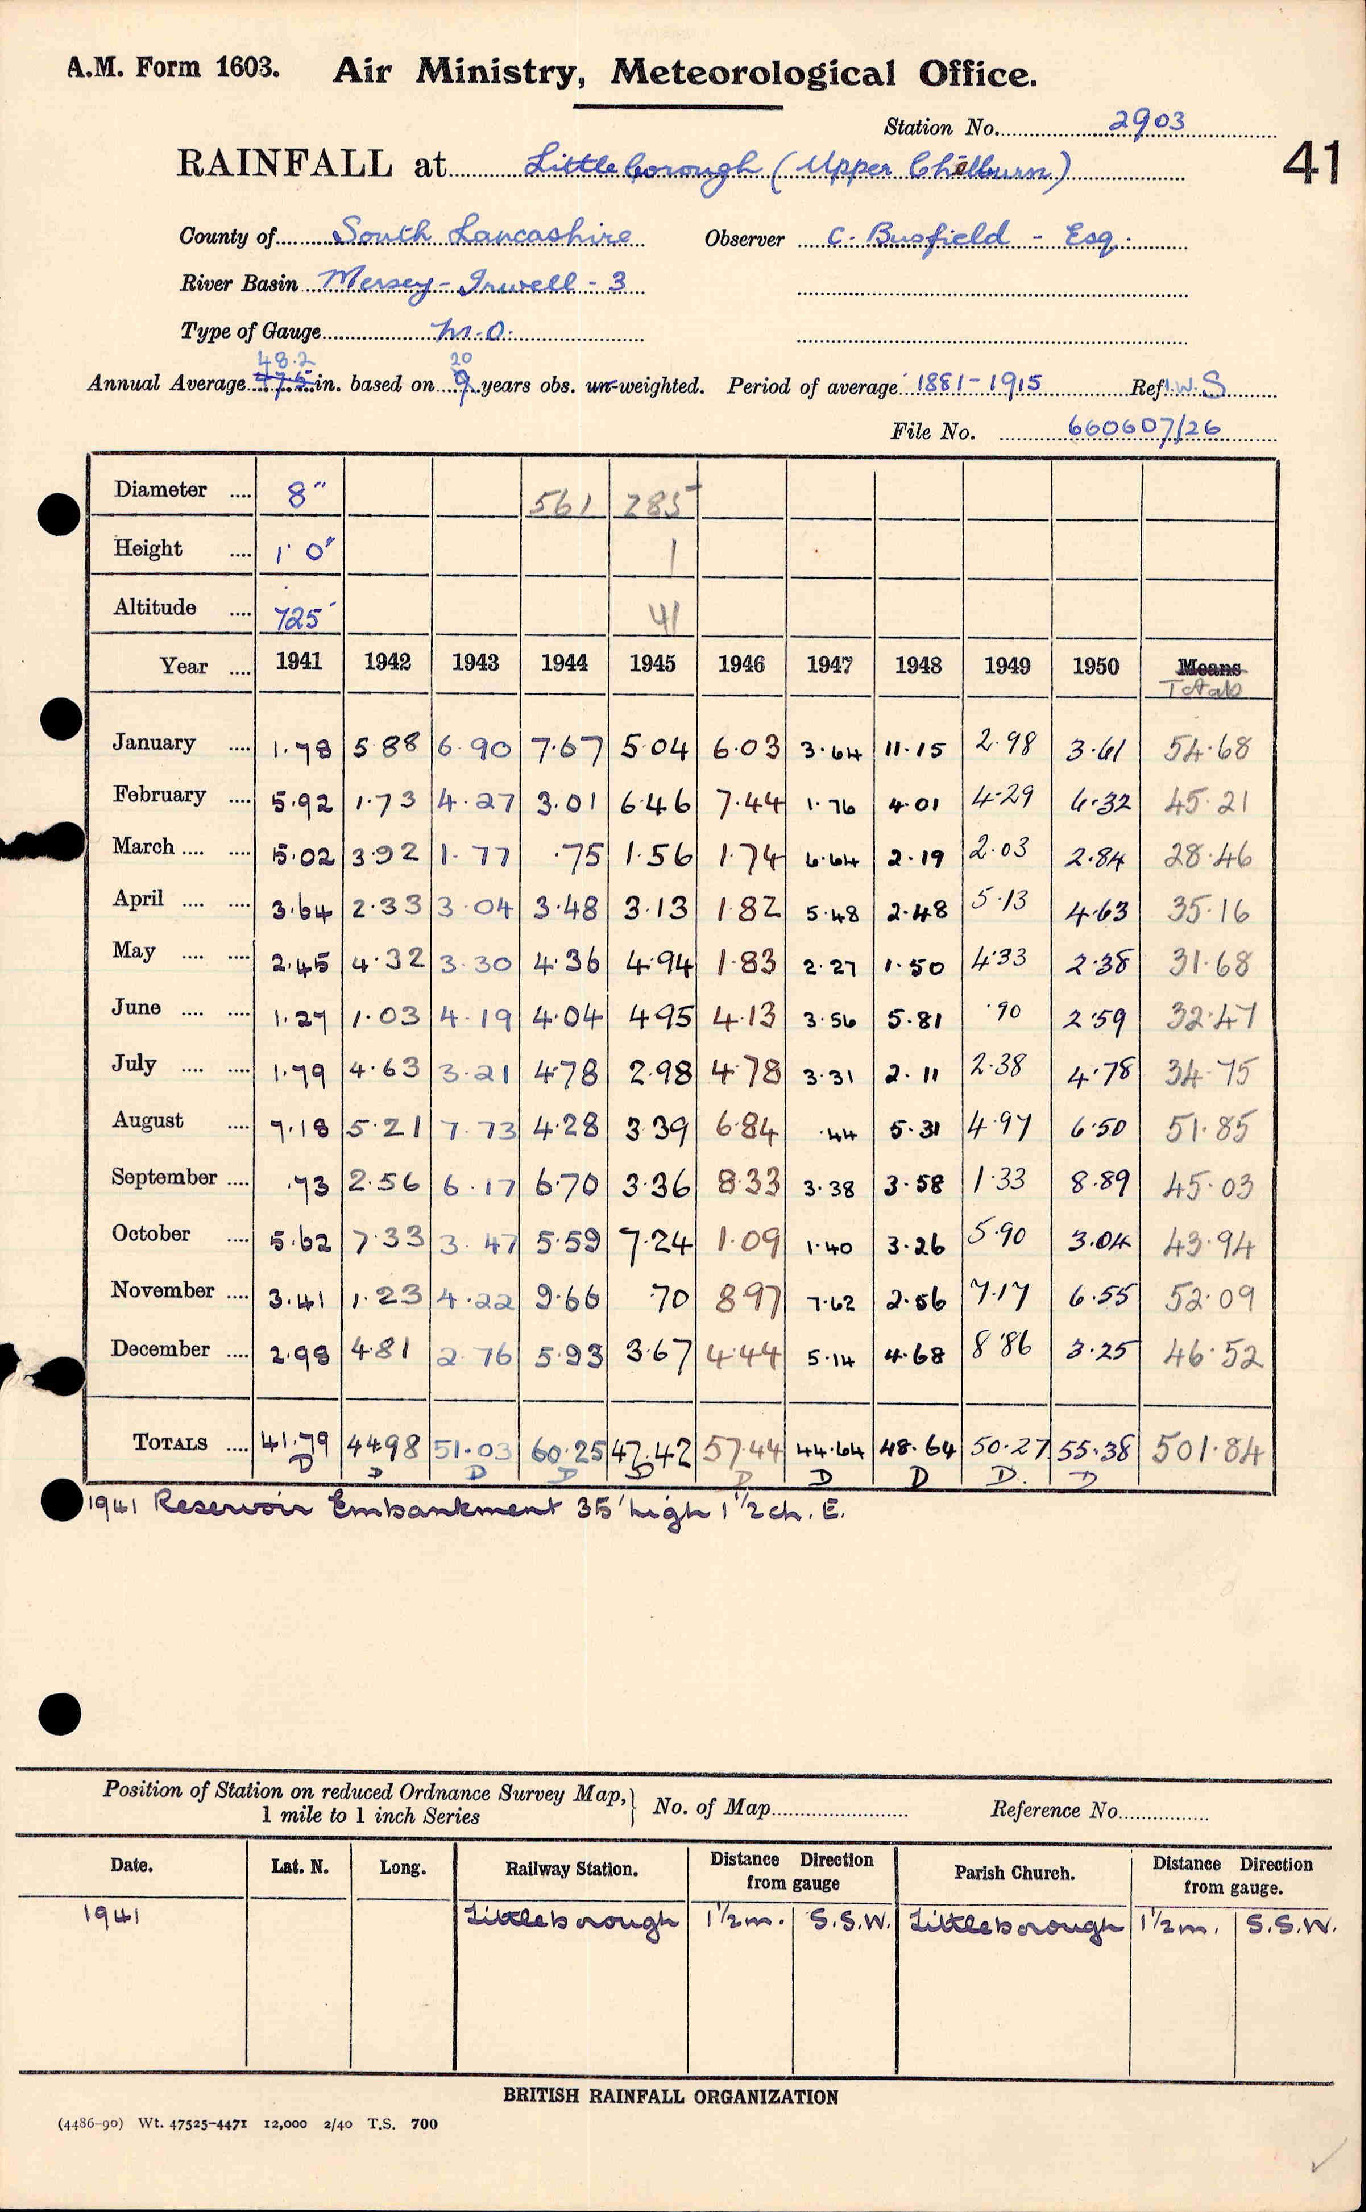 A.M. Form 1603. Air Ministry, Meteorological Office.
Station No. 2903
41
RAINFALL at Littleborough (Upper Chelburn)
County of South Lancashire Observer C. Busfield - Esq.
River Basin Mersey - Irwell - 3
Type of Gauge M.O.
48.2 20
Annual Average 47.5 in. based on 9 years obs. un-weighted. Period of average 1881-1915 Ref. I.W.S
File No. 660607/26
Diameter .... 8" 561 285
Height .... 1' 0" 1
Altitude .... 725' 41
Year .... 1941 1942 1943 1944 1945 1946 1947 1948 1949 1950 Means
Totals
January .... 1.78 5.88 6.90 7.67 5.04 6.03 3.64 11.15 2.98 3.61 54.68
February .... 5.92 1.73 4.27 3.01 6.46 7.44 1.76 4.01 4.29 6.32 45.21
March .... .... 5.02 3.92 1.77 .75 1.56 1.74 6.64 2.19 2.03 2.84 28.46
April .... .... 3.64 2.33 3.04 3.48 3.13 1.82 5.48 2.48 5.13 4.63 35.16
May .... .... 2.45 4.32 3.30 4.36 4.94 1.83 2.27 1.50 4.33 2.38 31.68
June .... .... 1.27 1.03 4.19 4.04 4.95 4.13 3.56 5.81 .90 2.59 32.47
July .... .... 1.79 4.63 3.21 4.78 2.98 4.78 3.31 2.11 2.38 4.78 34.75
August .... 7.18 5.21 7.73 4.28 3.39 6.84 .44 5.31 4.97 6.50 51.85
September .... .73 2.56 6.17 6.70 3.36 8.33 3.38 3.58 1.33 8.89 45.03
October .... 5.62 7.33 3.47 5.59 7.24 1.09 1.40 3.26 5.90 3.04 43.94
November .... 3.41 1.23 4.22 9.66 .70 8.97 7.62 2.56 7.17 6.55 52.09
December .... 2.98 4.81 2.76 5.93 3.67 4.44 5.14 4.68 8.86 3.25 46.52
TOTALS .... 41.79 44.98 51.03 60.25 47.42 57.44 44.64 48.64 50.27 55.38 501.84
D D D D D D D D D. D
1941 Reservoir Embankment 35' high 1 1/2 ch. E.
Position of Station on reduced Ordnance Survey Map,} No. of Map Reference No.
1 mile to 1 inch Series
Date. Lat. N. Long. Railway Station. Distance Direction from gauge Parish Church. Distance Direction from gauge.
1941 Littleborough 1 1/2 m. S.S.W. Littleborough 1 1/2 m. S.S.W.
BRITISH RAINFALL ORGANIZATION
(4486-90) Wt. 47525-4471 12,000 2/40 T.S. 700